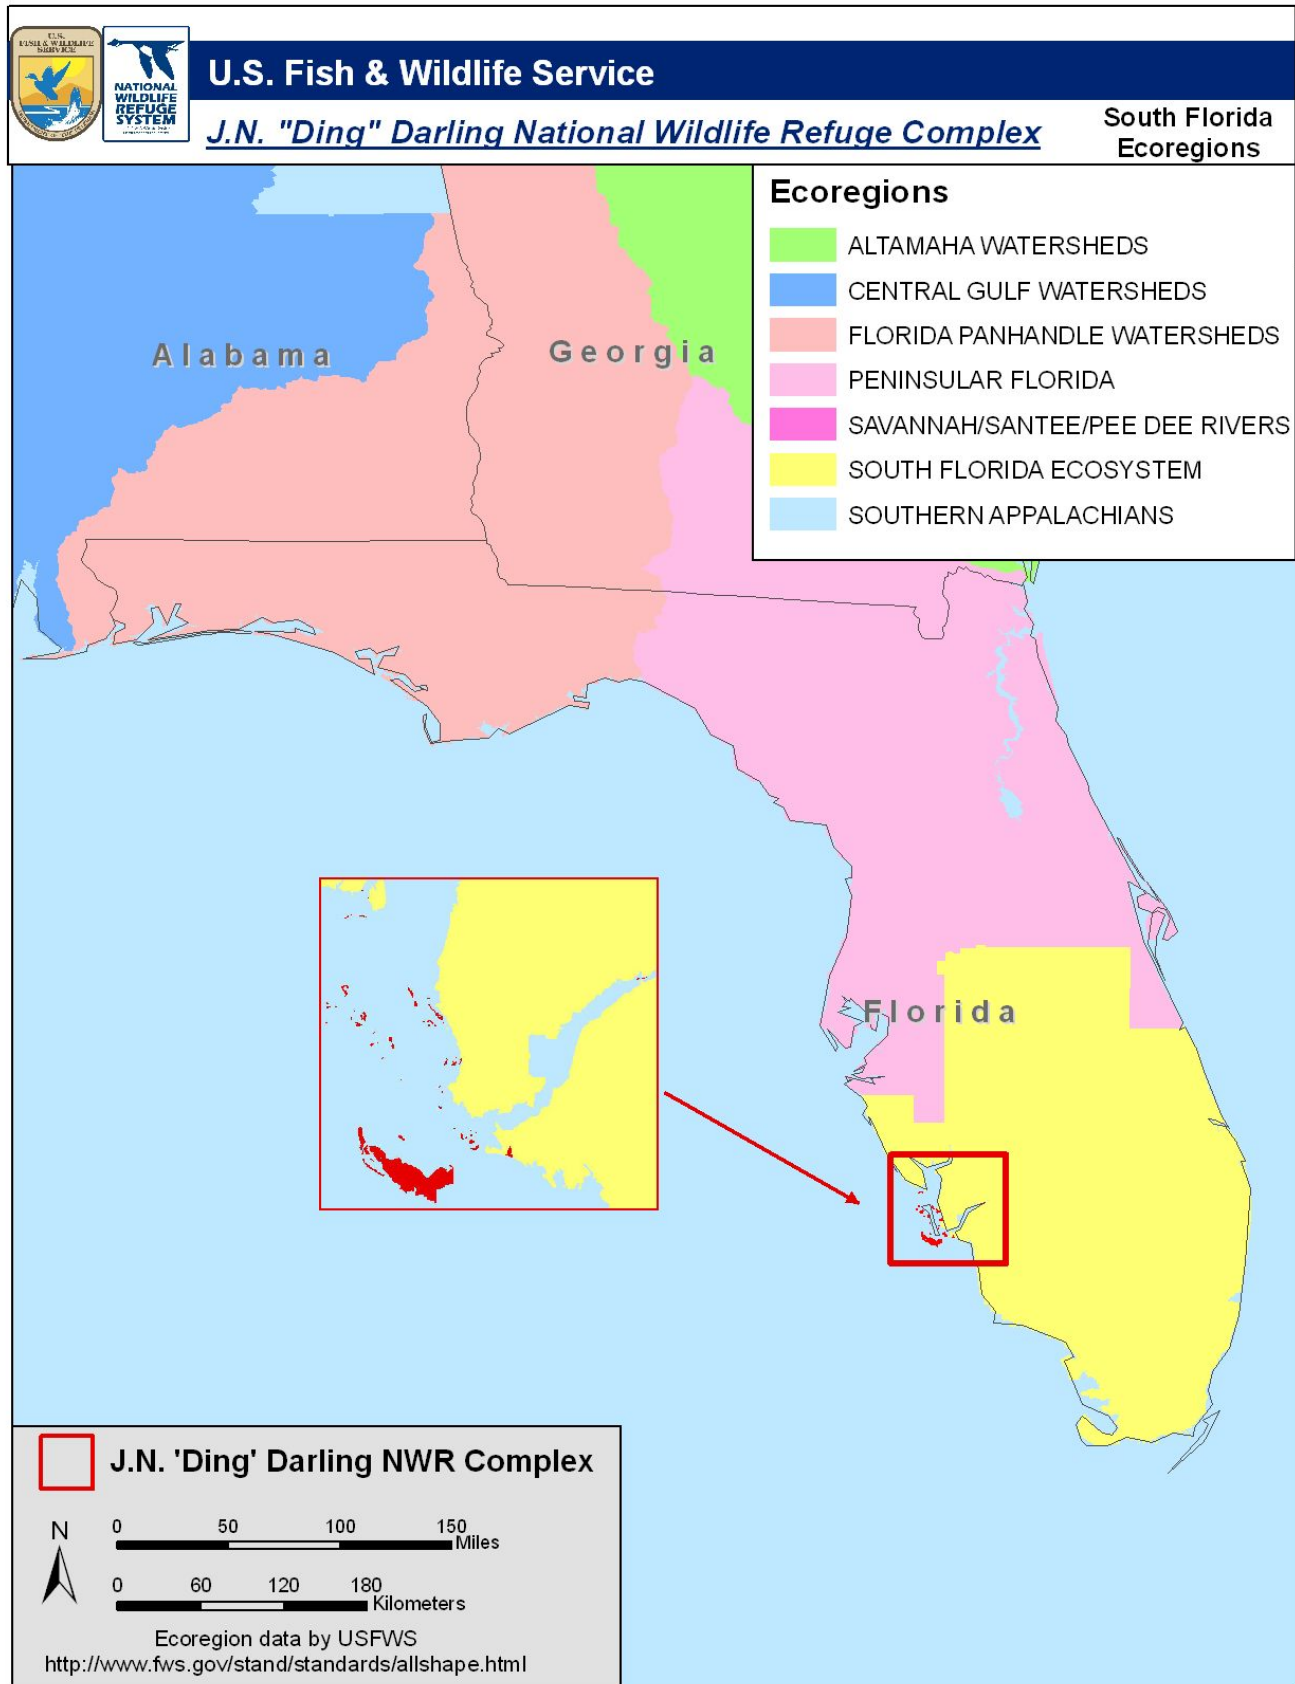 U.S.
FISH & WILDLIFE
SERVICE
NATIONAL
WILDLIFE
REFUGE
SYSTEM
U.S. Fish & Wildlife Service
J.N. "Ding" Darling National Wildlife Refuge Complex
South Florida
Ecoregions
Ecoregions
ALTAMAHA WATERSHEDS
CENTRAL GULF WATERSHEDS
FLORIDA PANHANDLE WATERSHEDS
PENINSULAR FLORIDA
SAVANNAH/SANTEE/PEE DEE RIVERS
SOUTH FLORIDA ECOSYSTEM
SOUTHERN APPALACHIANS
Alabama
Georgia
Florida
J.N. 'Ding' Darling NWR Complex
N
0 50 100 150
Miles
0 60 120 180
Kilometers
Ecoregion data by USFWS
http://www.fws.gov/stand/standards/allshape.html